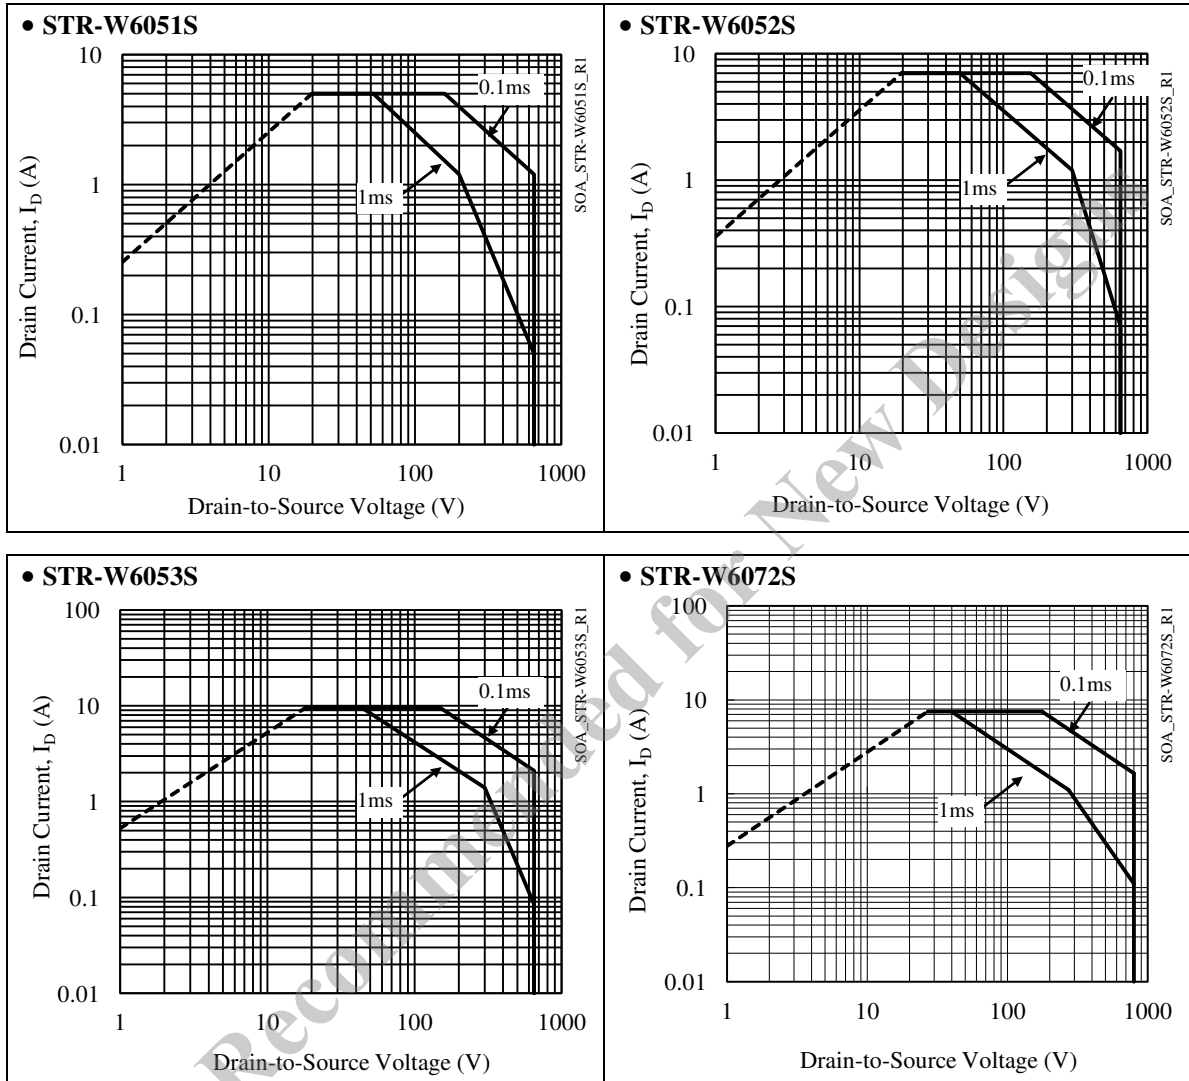 • STR-W6051S
10
1
0.1
0.01
1 10 100 1000
Drain-to-Source Voltage (V)
Drain Current, I_D (A)
0.1ms
1ms
SOA_STR-W6051S_R1
• STR-W6052S
10
1
0.1
0.01
1 10 100 1000
Drain-to-Source Voltage (V)
Drain Current, I_D (A)
0.1ms
1ms
SOA_STR-W6052S_R1
• STR-W6053S
100
10
1
0.1
0.01
1 10 100 1000
Drain-to-Source Voltage (V)
Drain Current, I_D (A)
0.1ms
1ms
SOA_STR-W6053S_R1
• STR-W6072S
100
10
1
0.1
0.01
1 10 100 1000
Drain-to-Source Voltage (V)
Drain Current, I_D (A)
0.1ms
1ms
SOA_STR-W6072S_R1
Recommended for New Designs